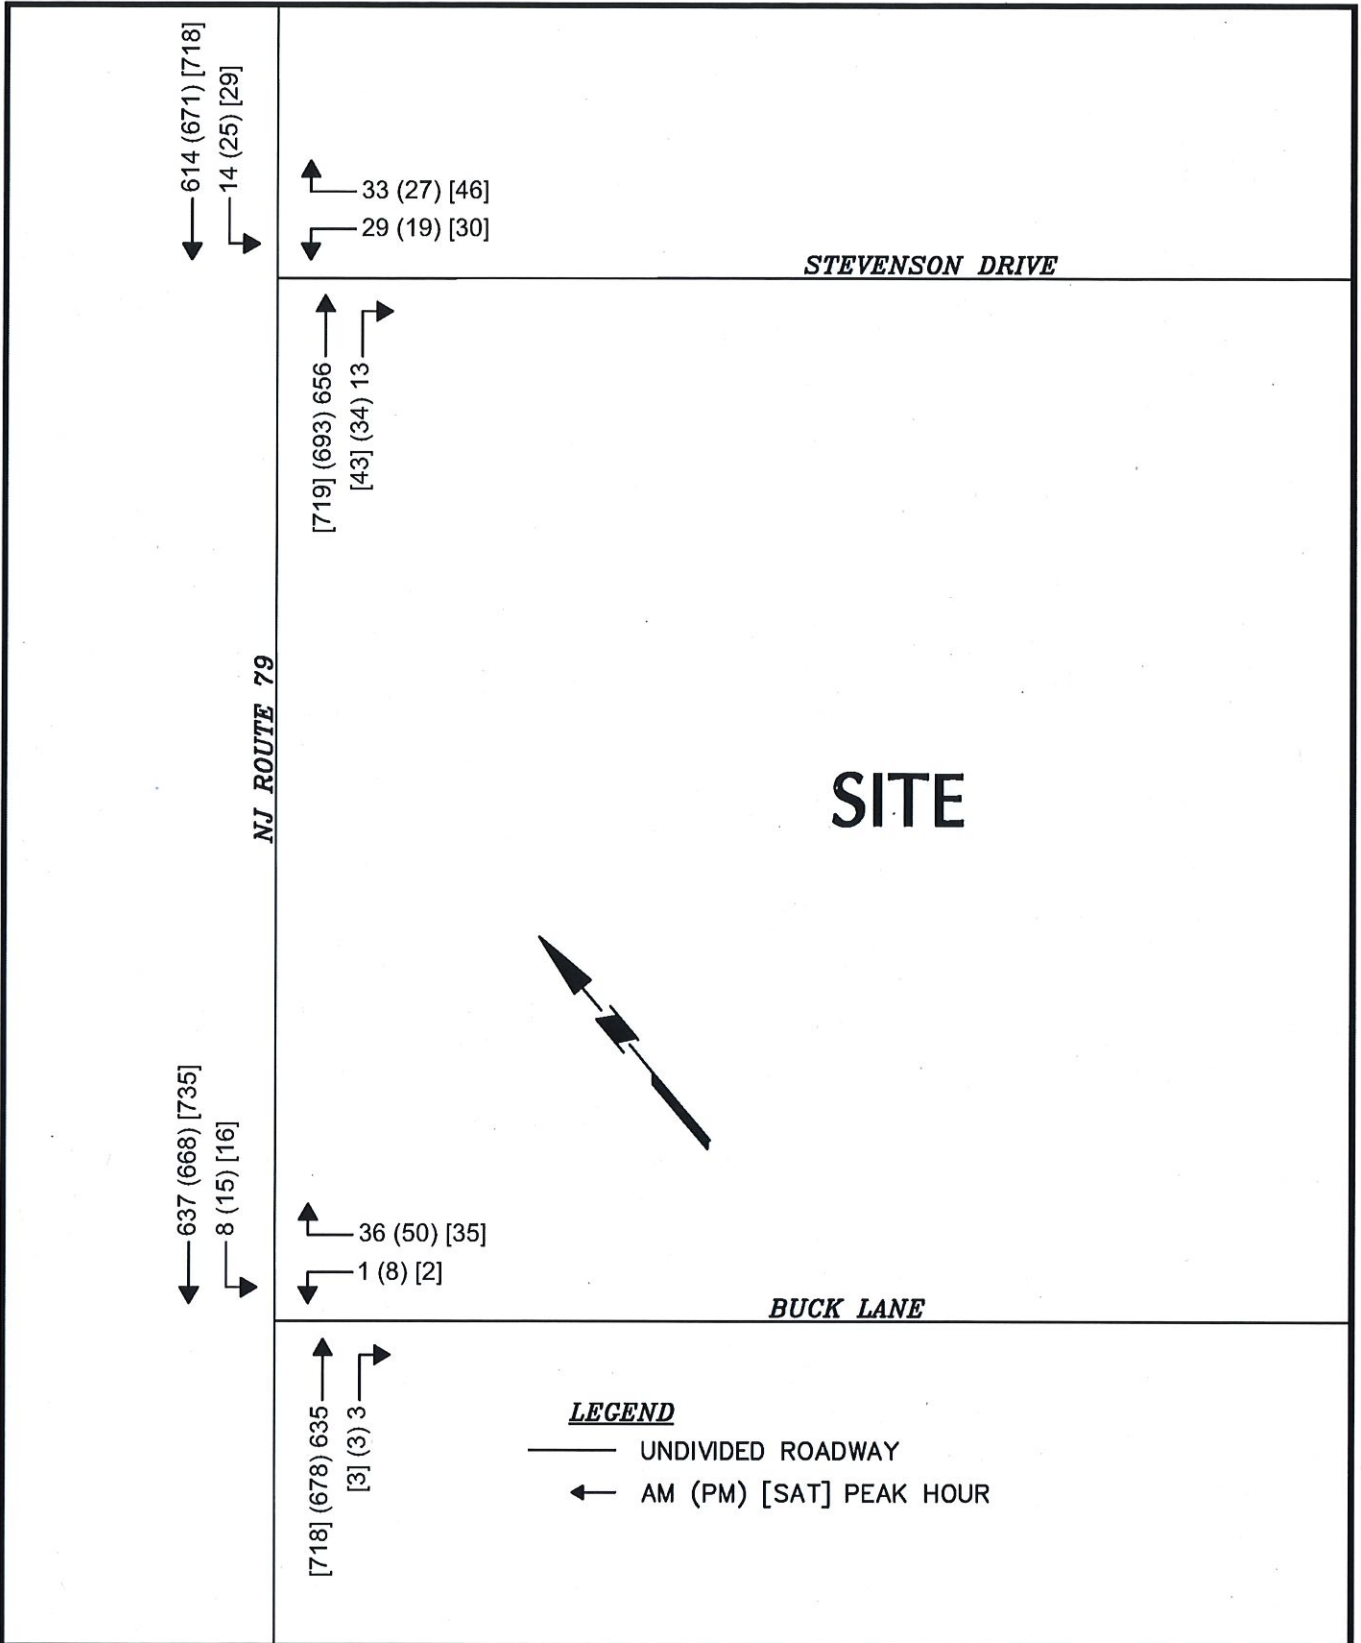 614 (671) [718]
14 (25) [29]
33 (27) [46]
29 (19) [30]
STEVENSON DRIVE
[719] (693) 656
[43] (34) 13
NJ ROUTE 79
SITE
637 (668) [735]
8 (15) [16]
36 (50) [35]
1 (8) [2]
BUCK LANE
[718] (678) 635
[3] (3) 3
LEGEND
UNDIVIDED ROADWAY
AM (PM) [SAT] PEAK HOUR